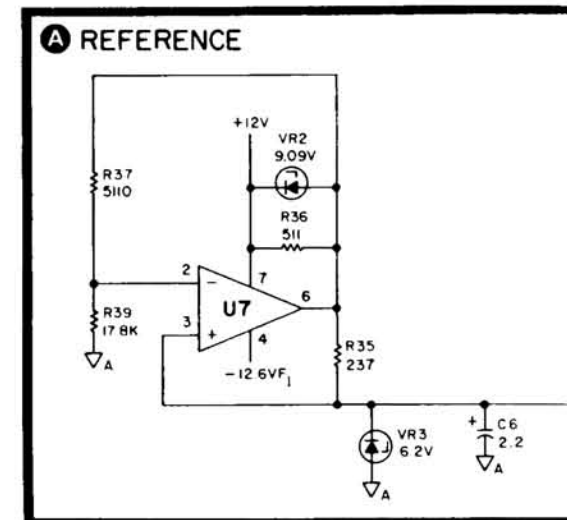 A REFERENCE
+12V
VR2
9.09V
R37
5110
R36
511
2
7
-
U7
6
R39
17.8K
3
+
4
R35
237
A
-12.6VF1
VR3
6.2V
+
C6
2.2
A
A